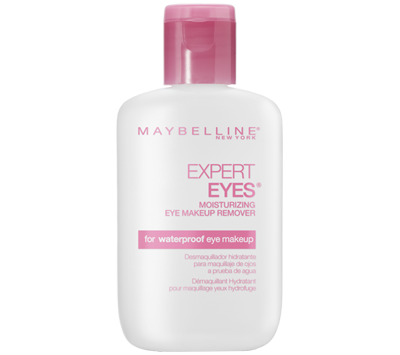 MAYBELLINE®
NEW YORK
EXPERT
EYES®
MOISTURIZING
EYE MAKEUP REMOVER
for waterproof eye makeup
Desmaquillador hidratante
para maquillaje de ojos
a prueba de agua
Démaquillant Hydratant
pour maquillage yeux hydrofuge